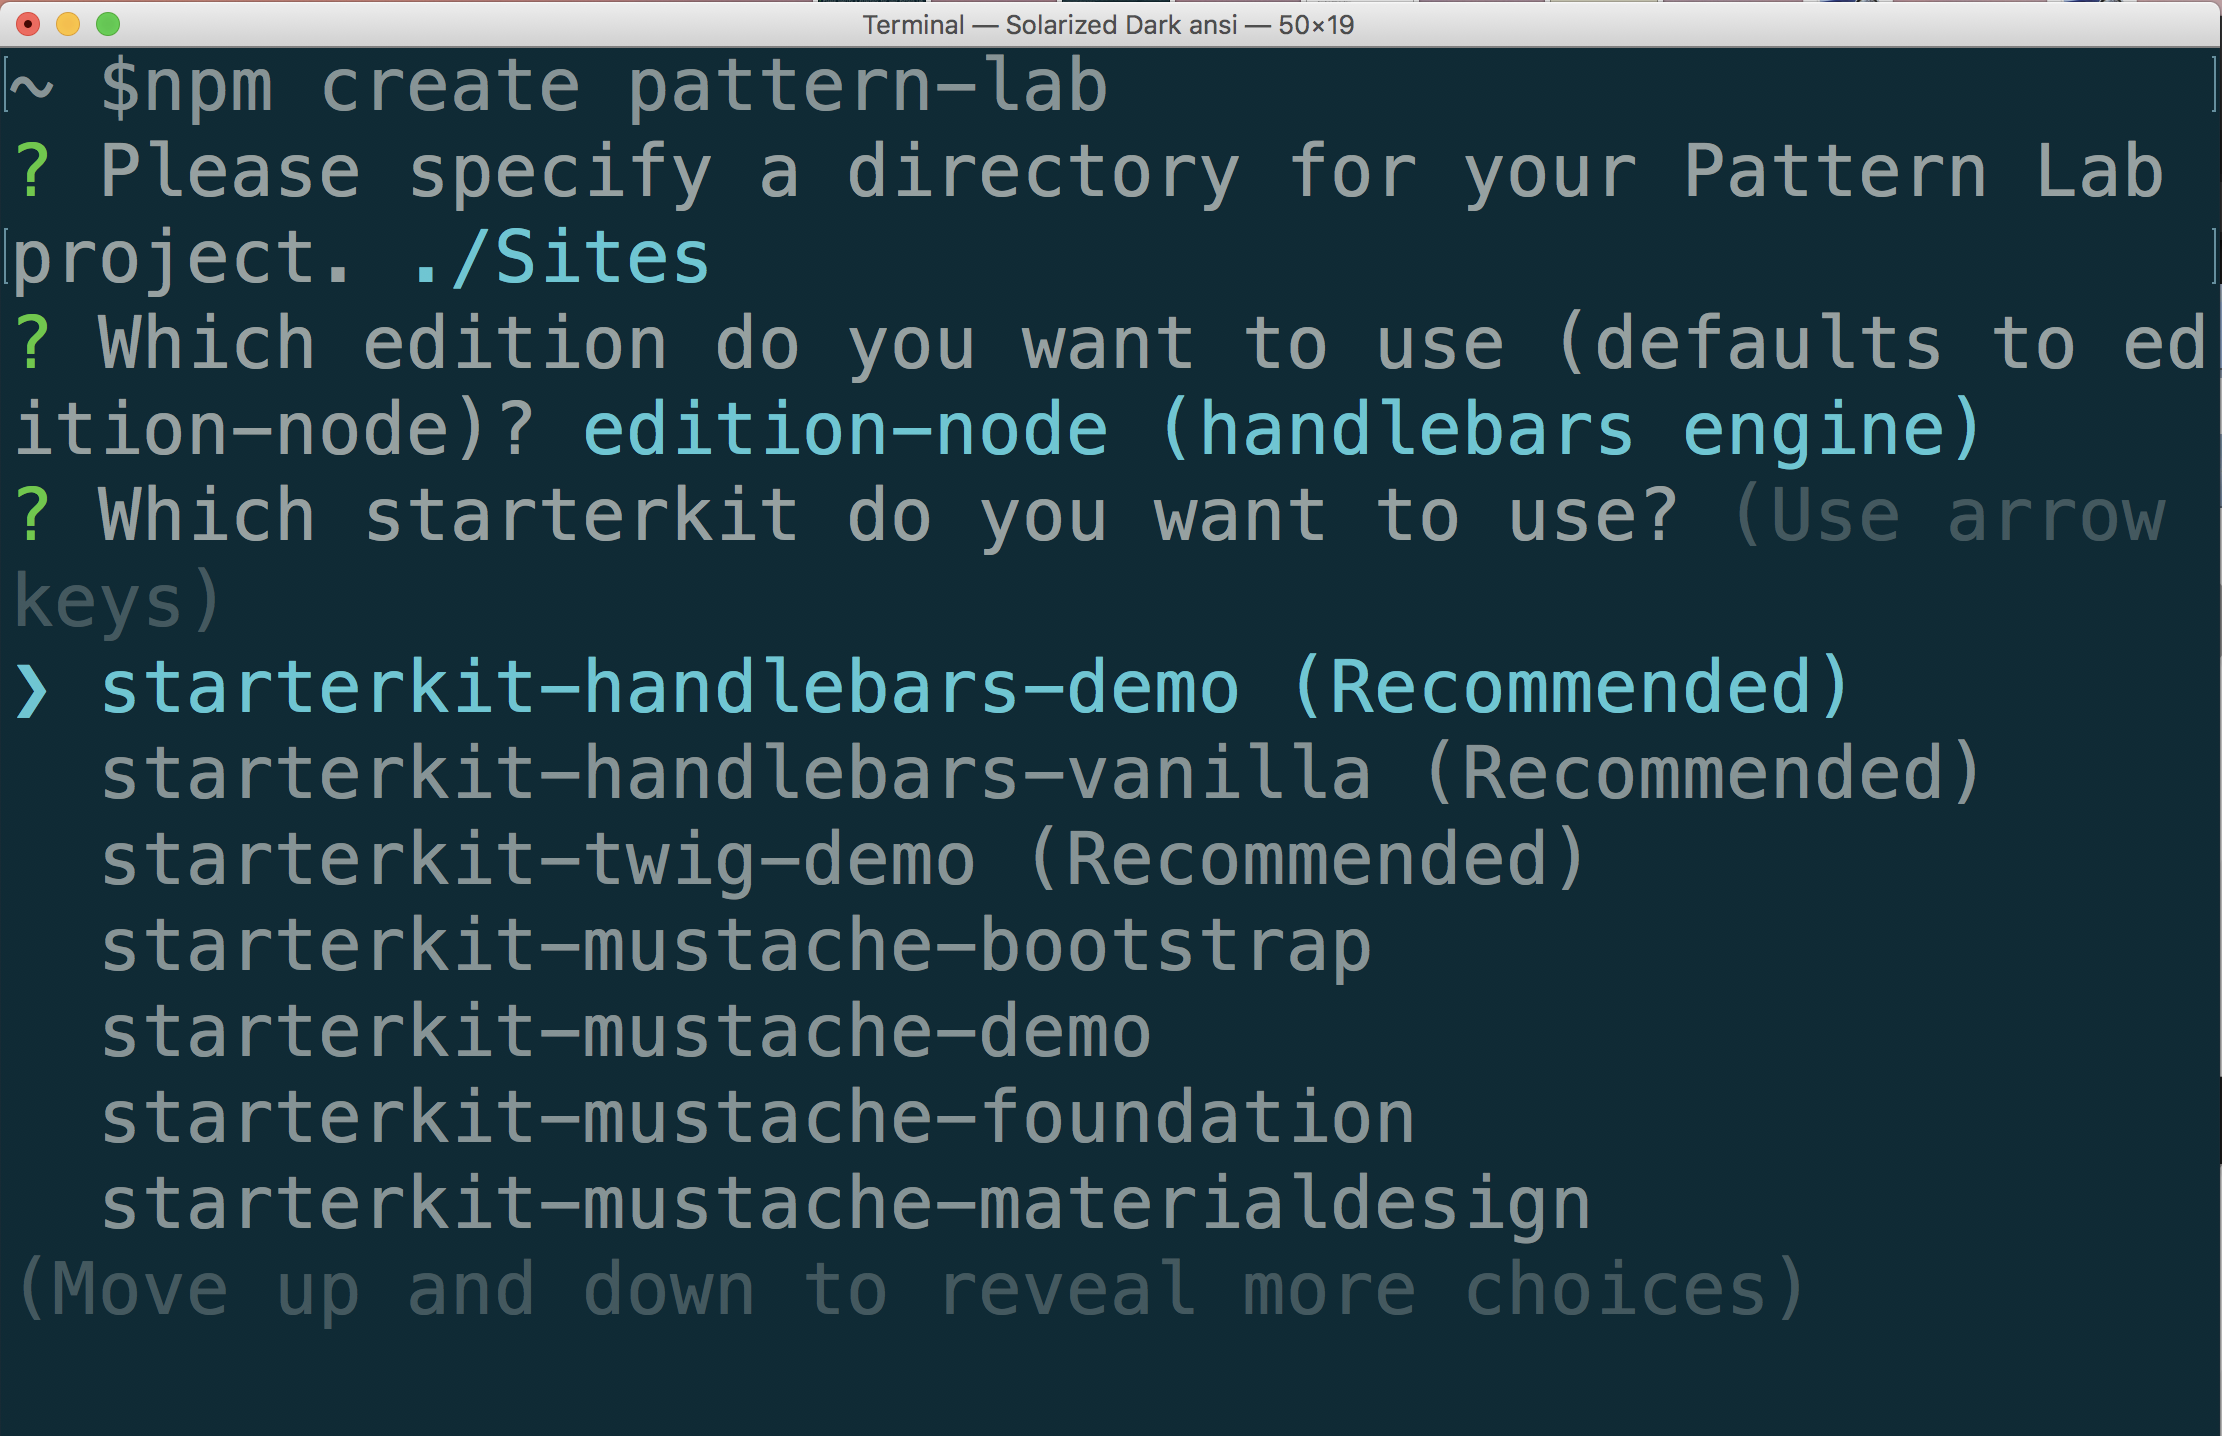 Terminal — Solarized Dark ansi — 50×19
~ $npm create pattern-lab
? Please specify a directory for your Pattern Lab
project. ./Sites
? Which edition do you want to use (defaults to ed
ition-node)? edition-node (handlebars engine)
? Which starterkit do you want to use? (Use arrow
keys)
❯ starterkit-handlebars-demo (Recommended)
starterkit-handlebars-vanilla (Recommended)
starterkit-twig-demo (Recommended)
starterkit-mustache-bootstrap
starterkit-mustache-demo
starterkit-mustache-foundation
starterkit-mustache-materialdesign
(Move up and down to reveal more choices)